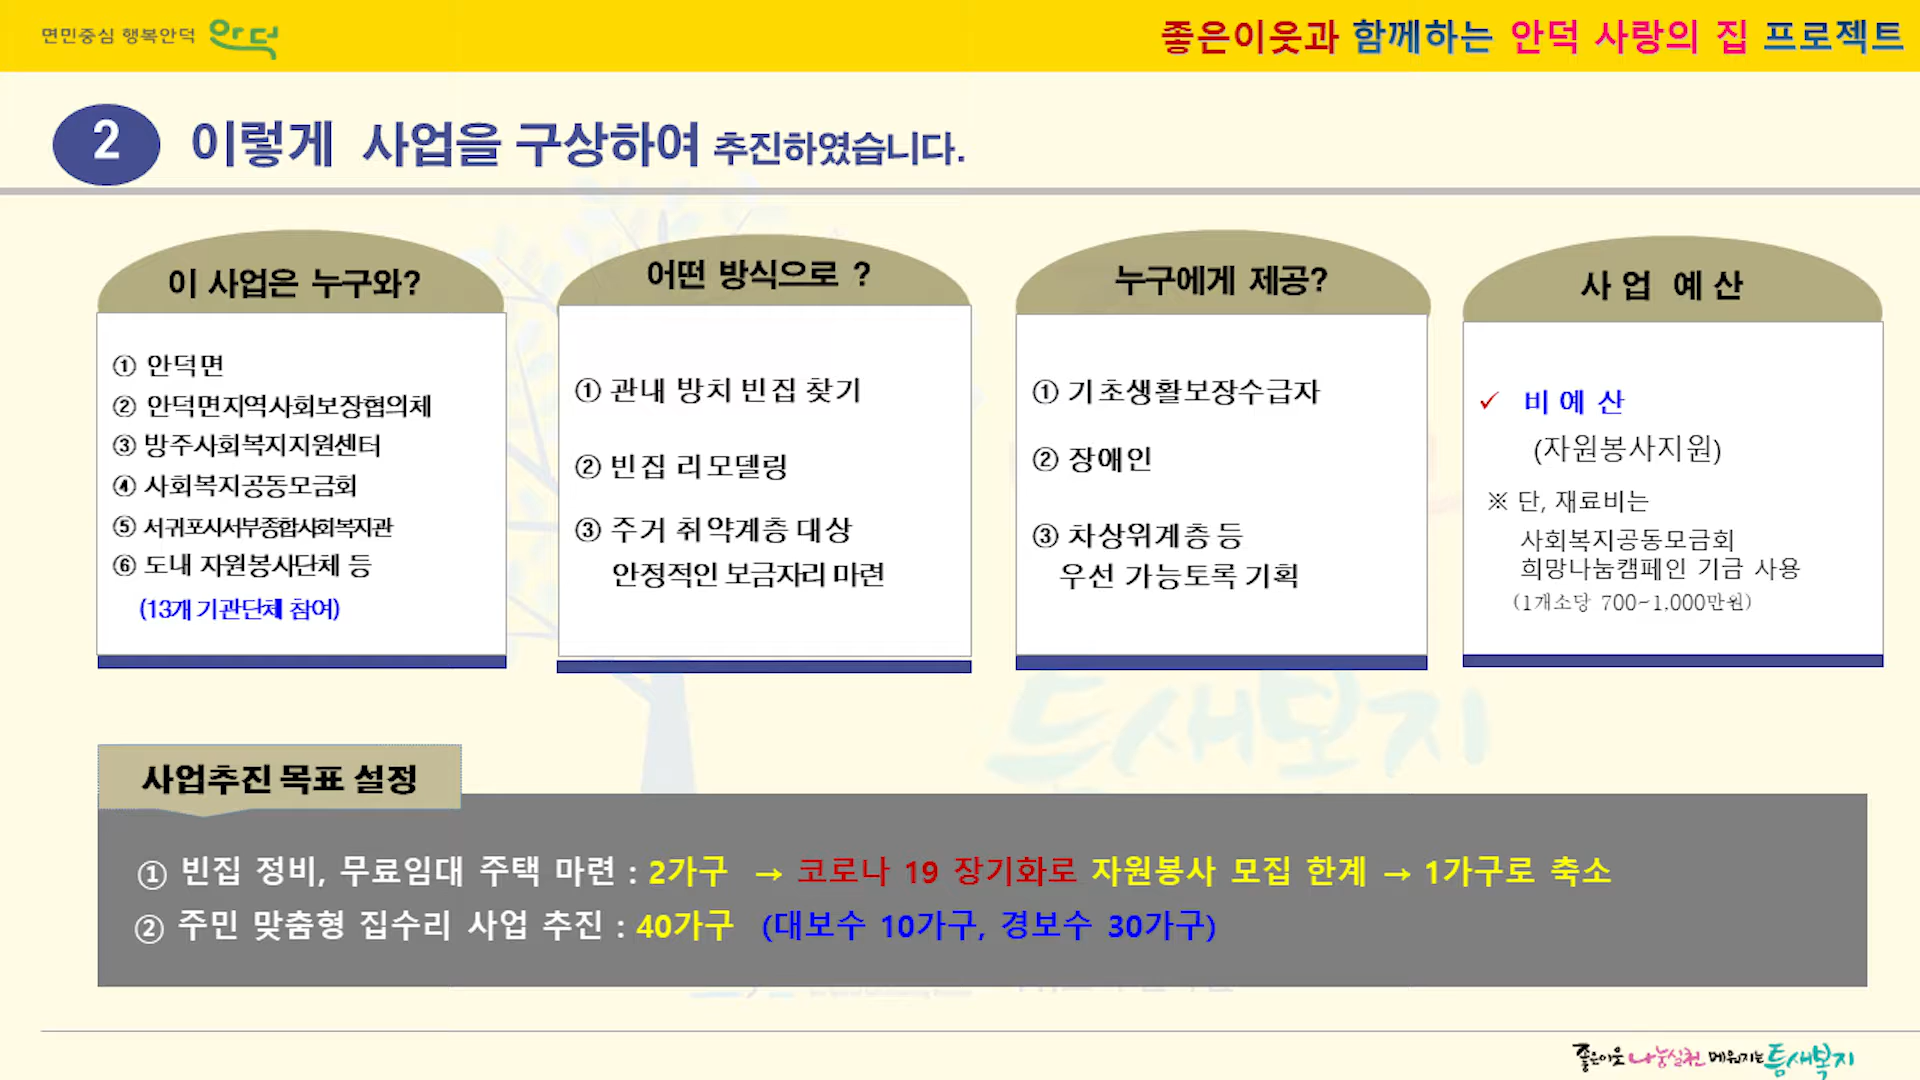 면민중심 행복안덕 안덕
좋은이웃과 함께하는 안덕 사랑의 집 프로젝트
2 이렇게 사업을 구상하여 추진하였습니다.
이 사업은 누구와?
① 안덕면
② 안덕면지역사회보장협의체
③ 방주사회복지지원센터
④ 사회복지공동모금회
⑤ 서귀포시서부종합사회복지관
⑥ 도내 자원봉사단체 등
(13개 기관단체 참여)
어떤 방식으로 ?
① 관내 방치 빈집 찾기
② 빈집 리모델링
③ 주거 취약계층 대상
안정적인 보금자리 마련
누구에게 제공?
① 기초생활보장수급자
② 장애인
③ 차상위계층 등
우선 가능토록 기획
사 업 예 산
✓ 비 예 산
(자원봉사지원)
※ 단, 재료비는
사회복지공동모금회
희망나눔캠페인 기금 사용
(1개소당 700~1.000만원)
틈새복지
사업추진 목표 설정
① 빈집 정비, 무료임대 주택 마련 : 2가구 → 코로나 19 장기화로 자원봉사 모집 한계 → 1가구로 축소
② 주민 맞춤형 집수리 사업 추진 : 40가구 (대보수 10가구, 경보수 30가구)
좋은이웃 나눔실천 메워지는 틈새복지